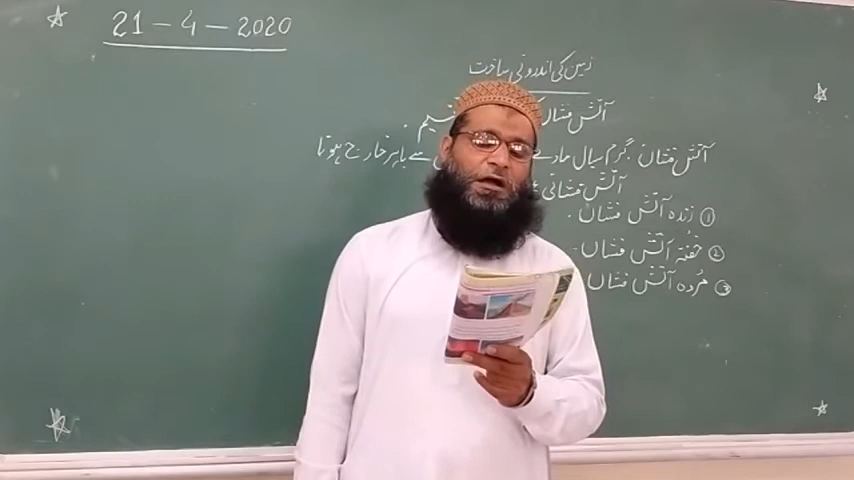 21-4-2020
زمین کی اندرونی ساخت
آتش فشاں
آتش فشاں گرم سیال مادے سے باہر خارج ہوتا
آتش فشانی
① زندہ آتش فشاں۔
② خفتہ آتش فشاں۔
③ مُردہ آتش فشاں